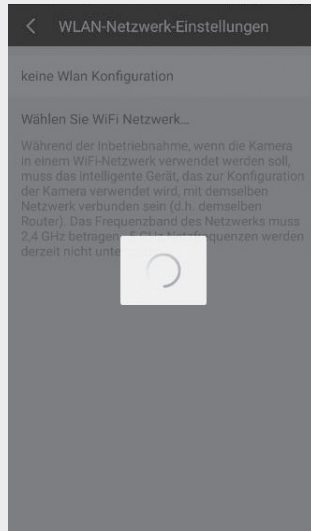 WLAN-Netzwerk-Einstellungen
keine Wlan Konfiguration
Wählen Sie WiFi Netzwerk...
Während der Inbetriebnahme, wenn die Kamera
in einem WiFi-Netzwerk verwendet werden soll,
muss das intelligente Gerät, das zur Konfiguration
der Kamera verwendet wird, mit demselben
Netzwerk verbunden sein (d.h. demselben
Router). Das Frequenzband des Netzwerks muss
2,4 GHz betragen werden
derzeit nicht